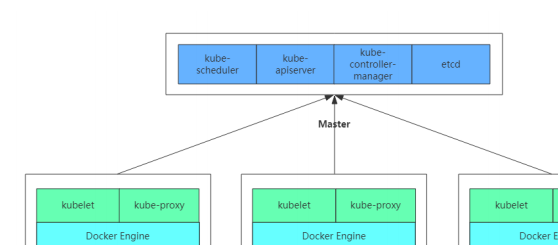 kube-
scheduler
kube-
apiserver
kube-
controller-
manager
etcd
Master
kubelet
kube-proxy
kubelet
kube-proxy
kubelet
Docker Engine
Docker Engine
Docker E